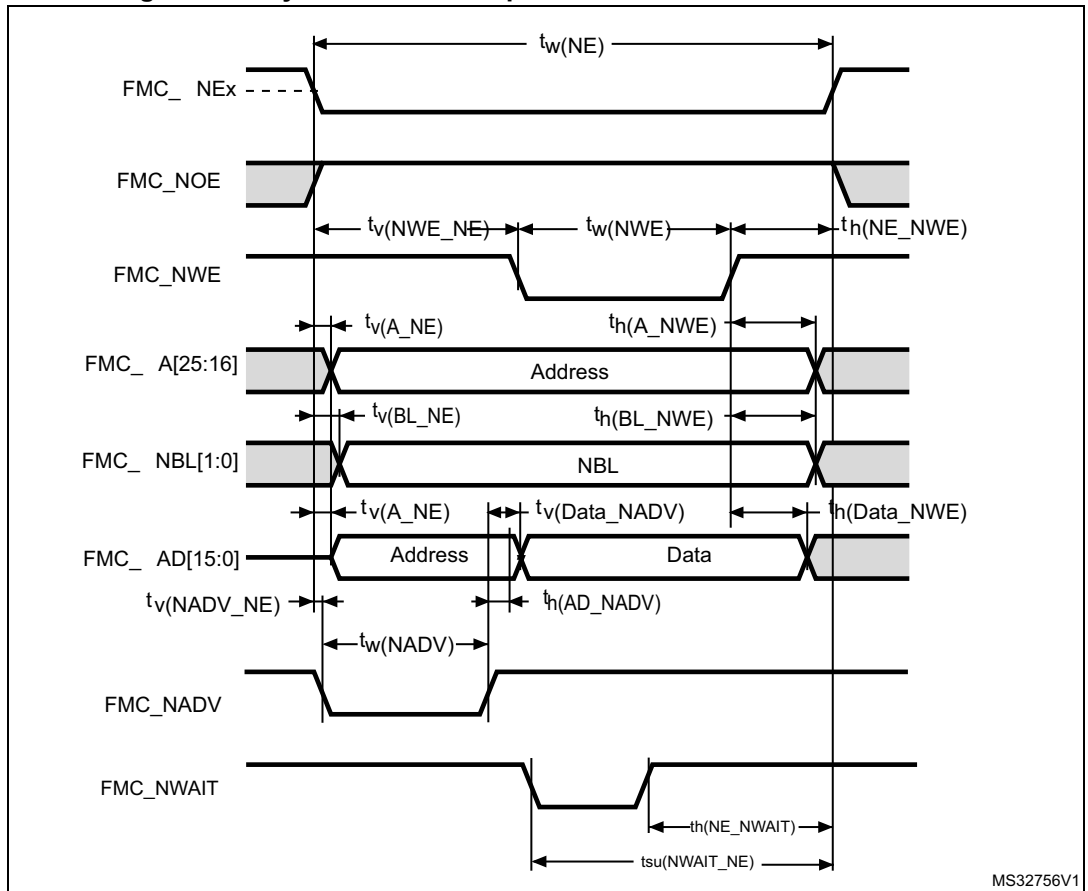 tw(NE)
FMC_ NEx
FMC_NOE
tv(NWE_NE)
tw(NWE)
th(NE_NWE)
FMC_NWE
tv(A_NE)
th(A_NWE)
FMC_ A[25:16]
Address
tv(BL_NE)
th(BL_NWE)
FMC_ NBL[1:0]
NBL
tv(A_NE)
tv(Data_NADV)
th(Data_NWE)
FMC_ AD[15:0]
Address
Data
tv(NADV_NE)
th(AD_NADV)
tw(NADV)
FMC_NADV
FMC_NWAIT
th(NE_NWAIT)
tsu(NWAIT_NE)
MS32756V1